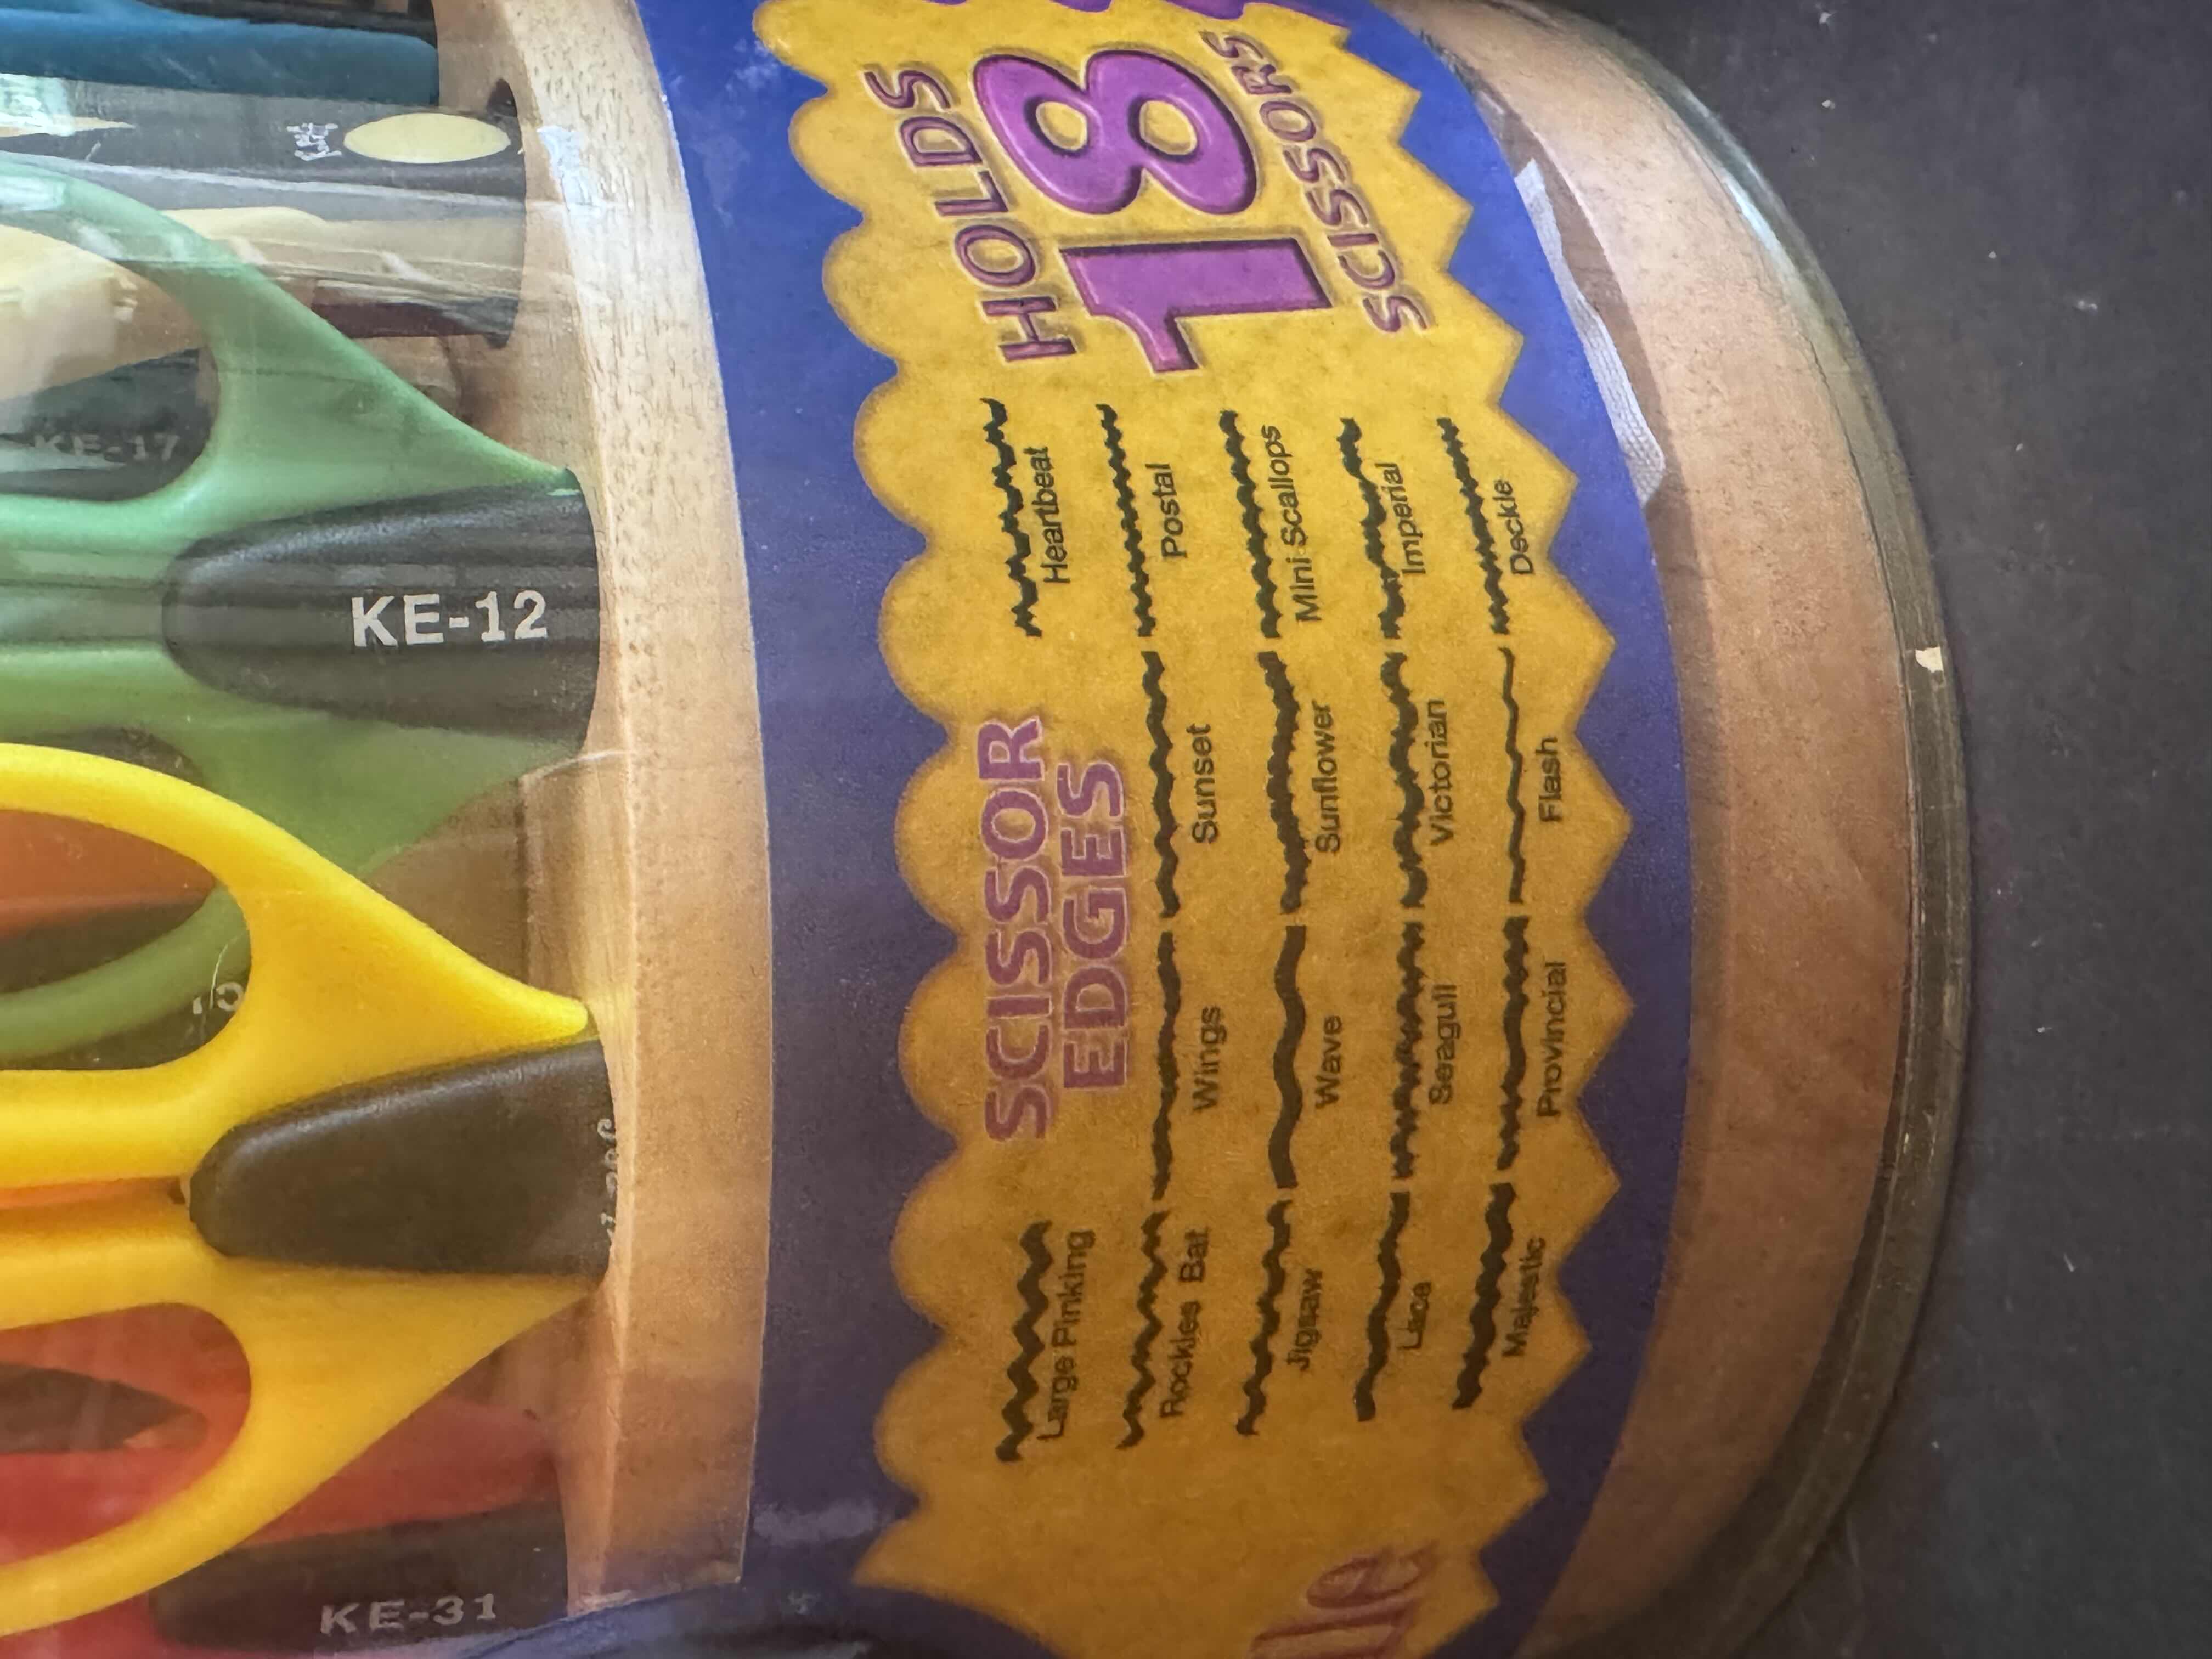 HOLDS
18
SCISSORS
SCISSOR
EDGES
Large Pinking
Heartbeat
Rockies Bat
Wings
Sunset
Postal
Jigsaw
Wave
Sunflower
Mini Scallops
Lace
Seagull
Victorian
Imperial
Majestic
Provincial
Flash
Deckle
KE-17
KE-12
KE-31